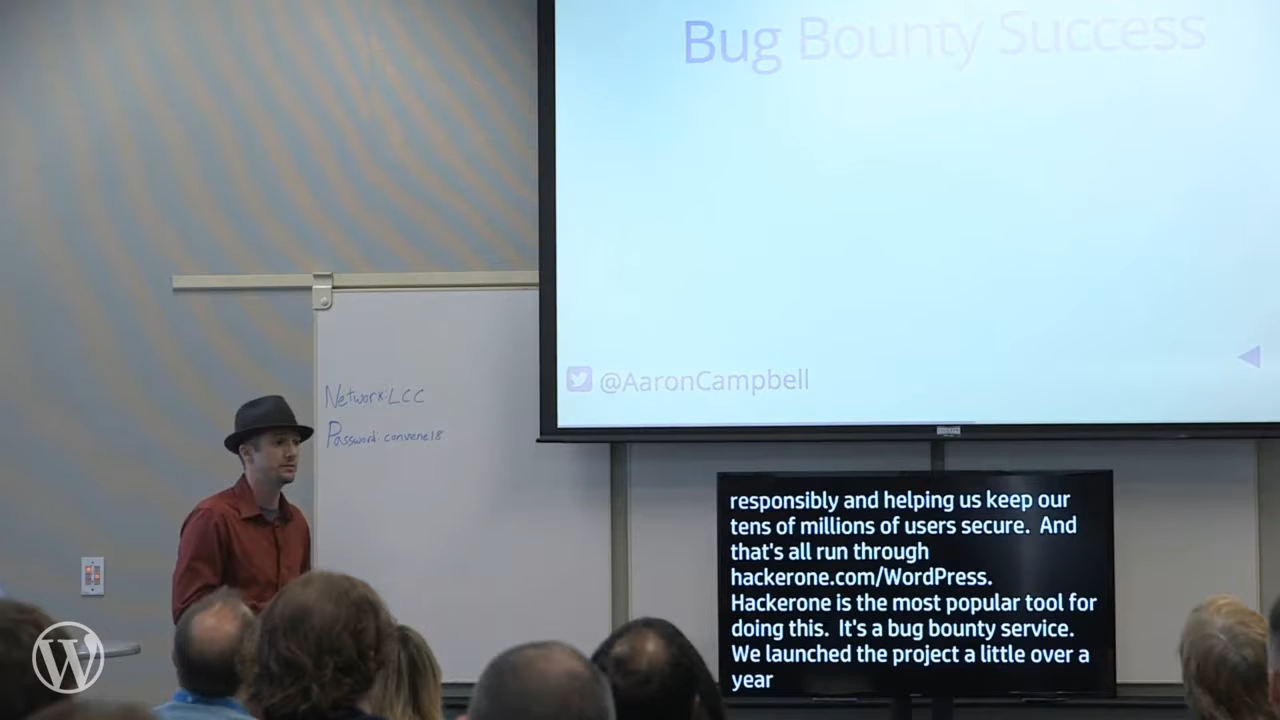 Bug Bounty Success
@AaronCampbell
Network: LCC
Password: convene18
responsibly and helping us keep our
tens of millions of users secure.  And
that's all run through
hackerone.com/WordPress.
Hackerone is the most popular tool for
doing this.  It's a bug bounty service.
We launched the project a little over a
year